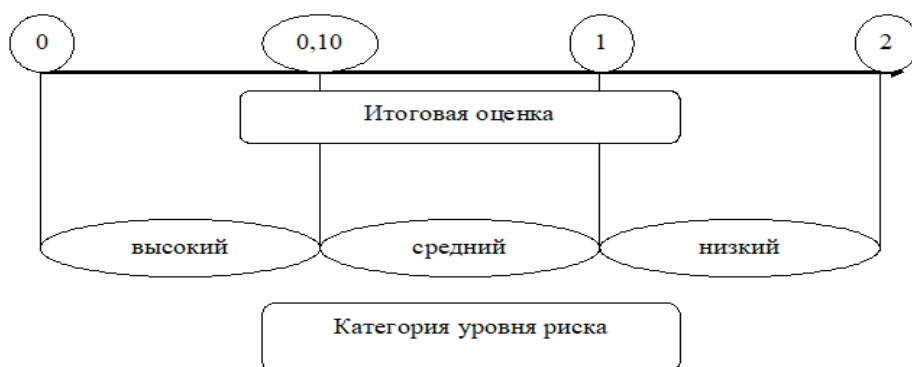 0 0,10 1 2
Итоговая оценка
высокий средний низкий
Категория уровня риска